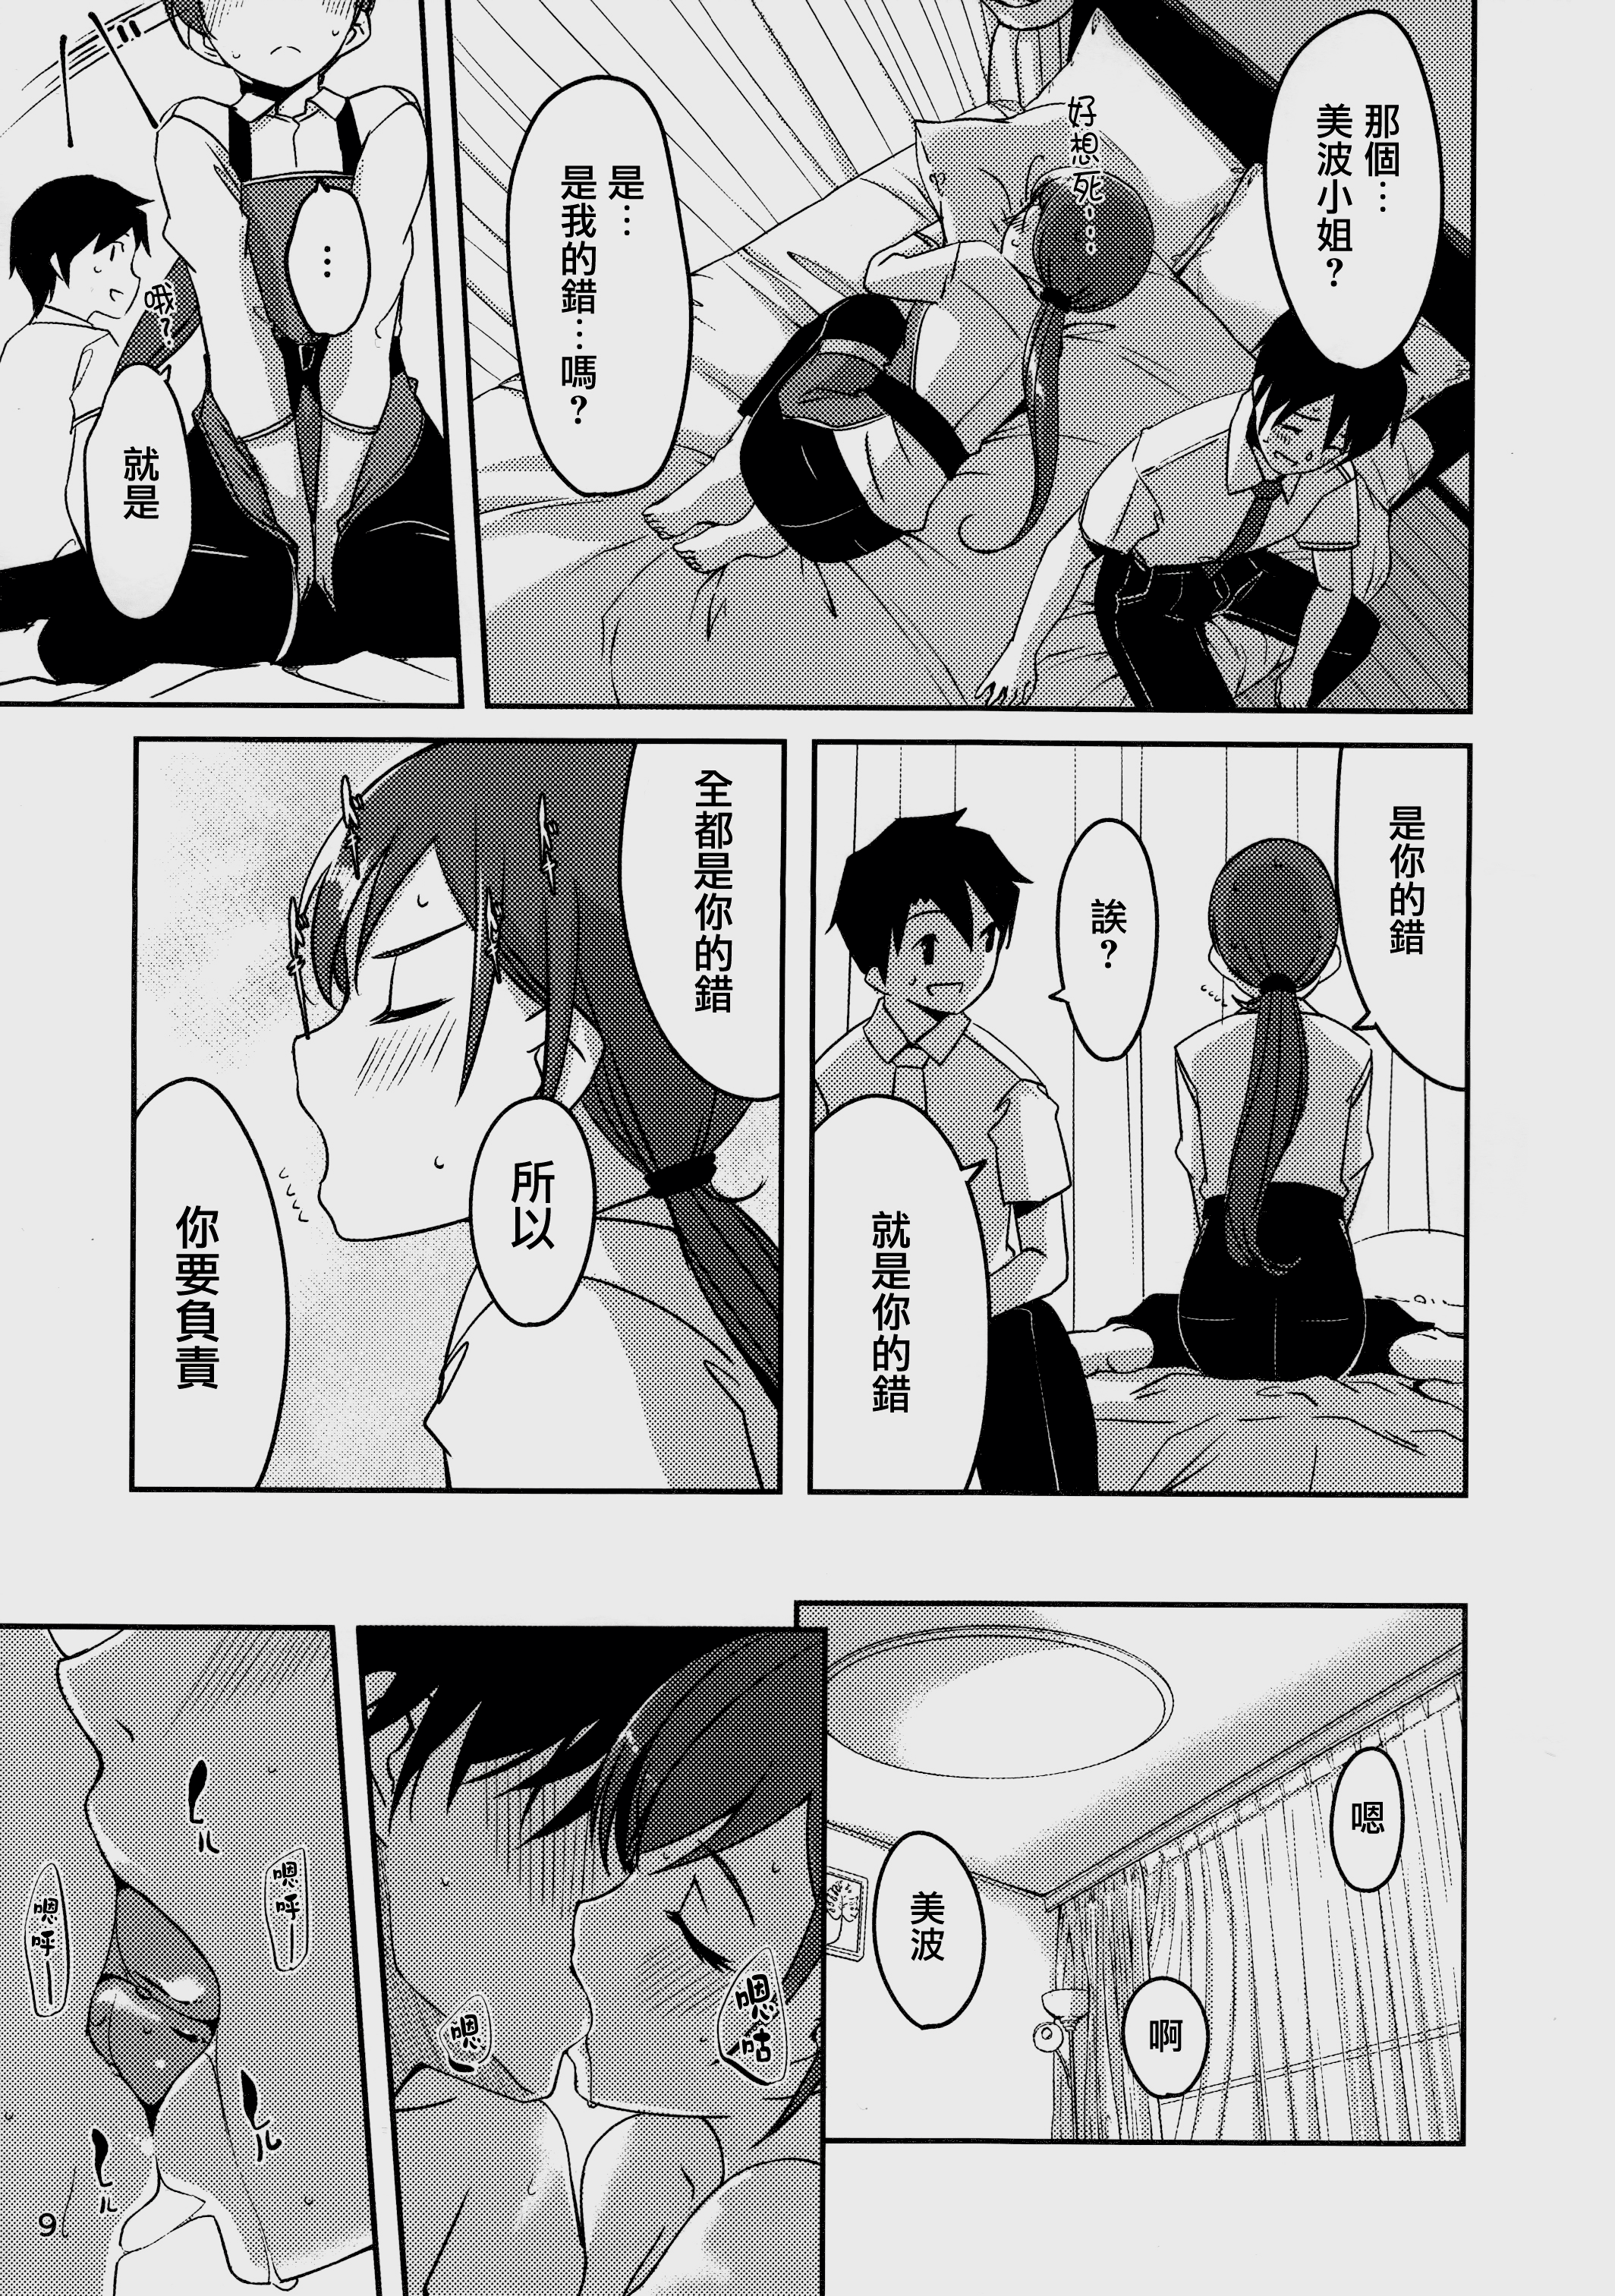 那個…
美波小姐？
好想死…
是…
是我的錯…嗎？
…
哦？
就是
是你的錯
誒？
就是你的錯
全都是你的錯
所以
你要負責
嗯
美波
啊
嗯咕
嗯
嗯呼ー
嗯呼ー
9